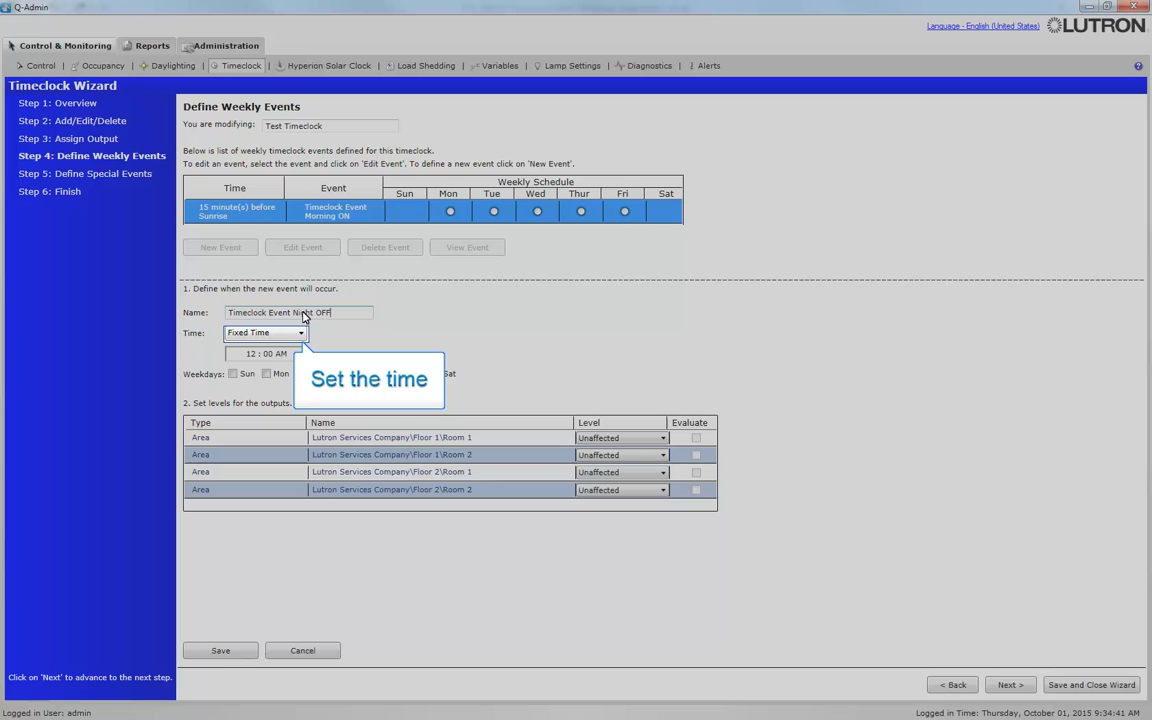 Q-Admin
Language - English (United States)
LUTRON
Control & Monitoring
Reports
Administration
Control
Occupancy
Daylighting
Timeclock
Hyperion Solar Clock
Load Shedding
Variables
Lamp Settings
Diagnostics
Alerts
Timeclock Wizard
Step 1: Overview
Step 2: Add/Edit/Delete
Step 3: Assign Output
Step 4: Define Weekly Events
Step 5: Define Special Events
Step 6: Finish
Click on 'Next' to advance to the next step.
Define Weekly Events
You are modifying: Test Timeclock
Below is list of weekly timeclock events defined for this timeclock.
To edit an event, select the event and click on 'Edit Event'. To define a new event click on 'New Event'.
Time Event Weekly Schedule
Sun Mon Tue Wed Thur Fri Sat
15 minute(s) before Timeclock Event
Sunrise Morning ON
New Event Edit Event Delete Event View Event
1. Define when the new event will occur.
Name: Timeclock Event Night OFF
Time: Fixed Time
12 : 00 AM
Set the time
Weekdays: Sun Mon Sat
2. Set levels for the outputs.
Type Name Level Evaluate
Area Lutron Services Company\Floor 1\Room 1 Unaffected
Area Lutron Services Company\Floor 1\Room 2 Unaffected
Area Lutron Services Company\Floor 2\Room 1 Unaffected
Area Lutron Services Company\Floor 2\Room 2 Unaffected
Save Cancel
< Back Next > Save and Close Wizard
Logged in User: admin
Logged in Time: Thursday, October 01, 2015 9:34:41 AM